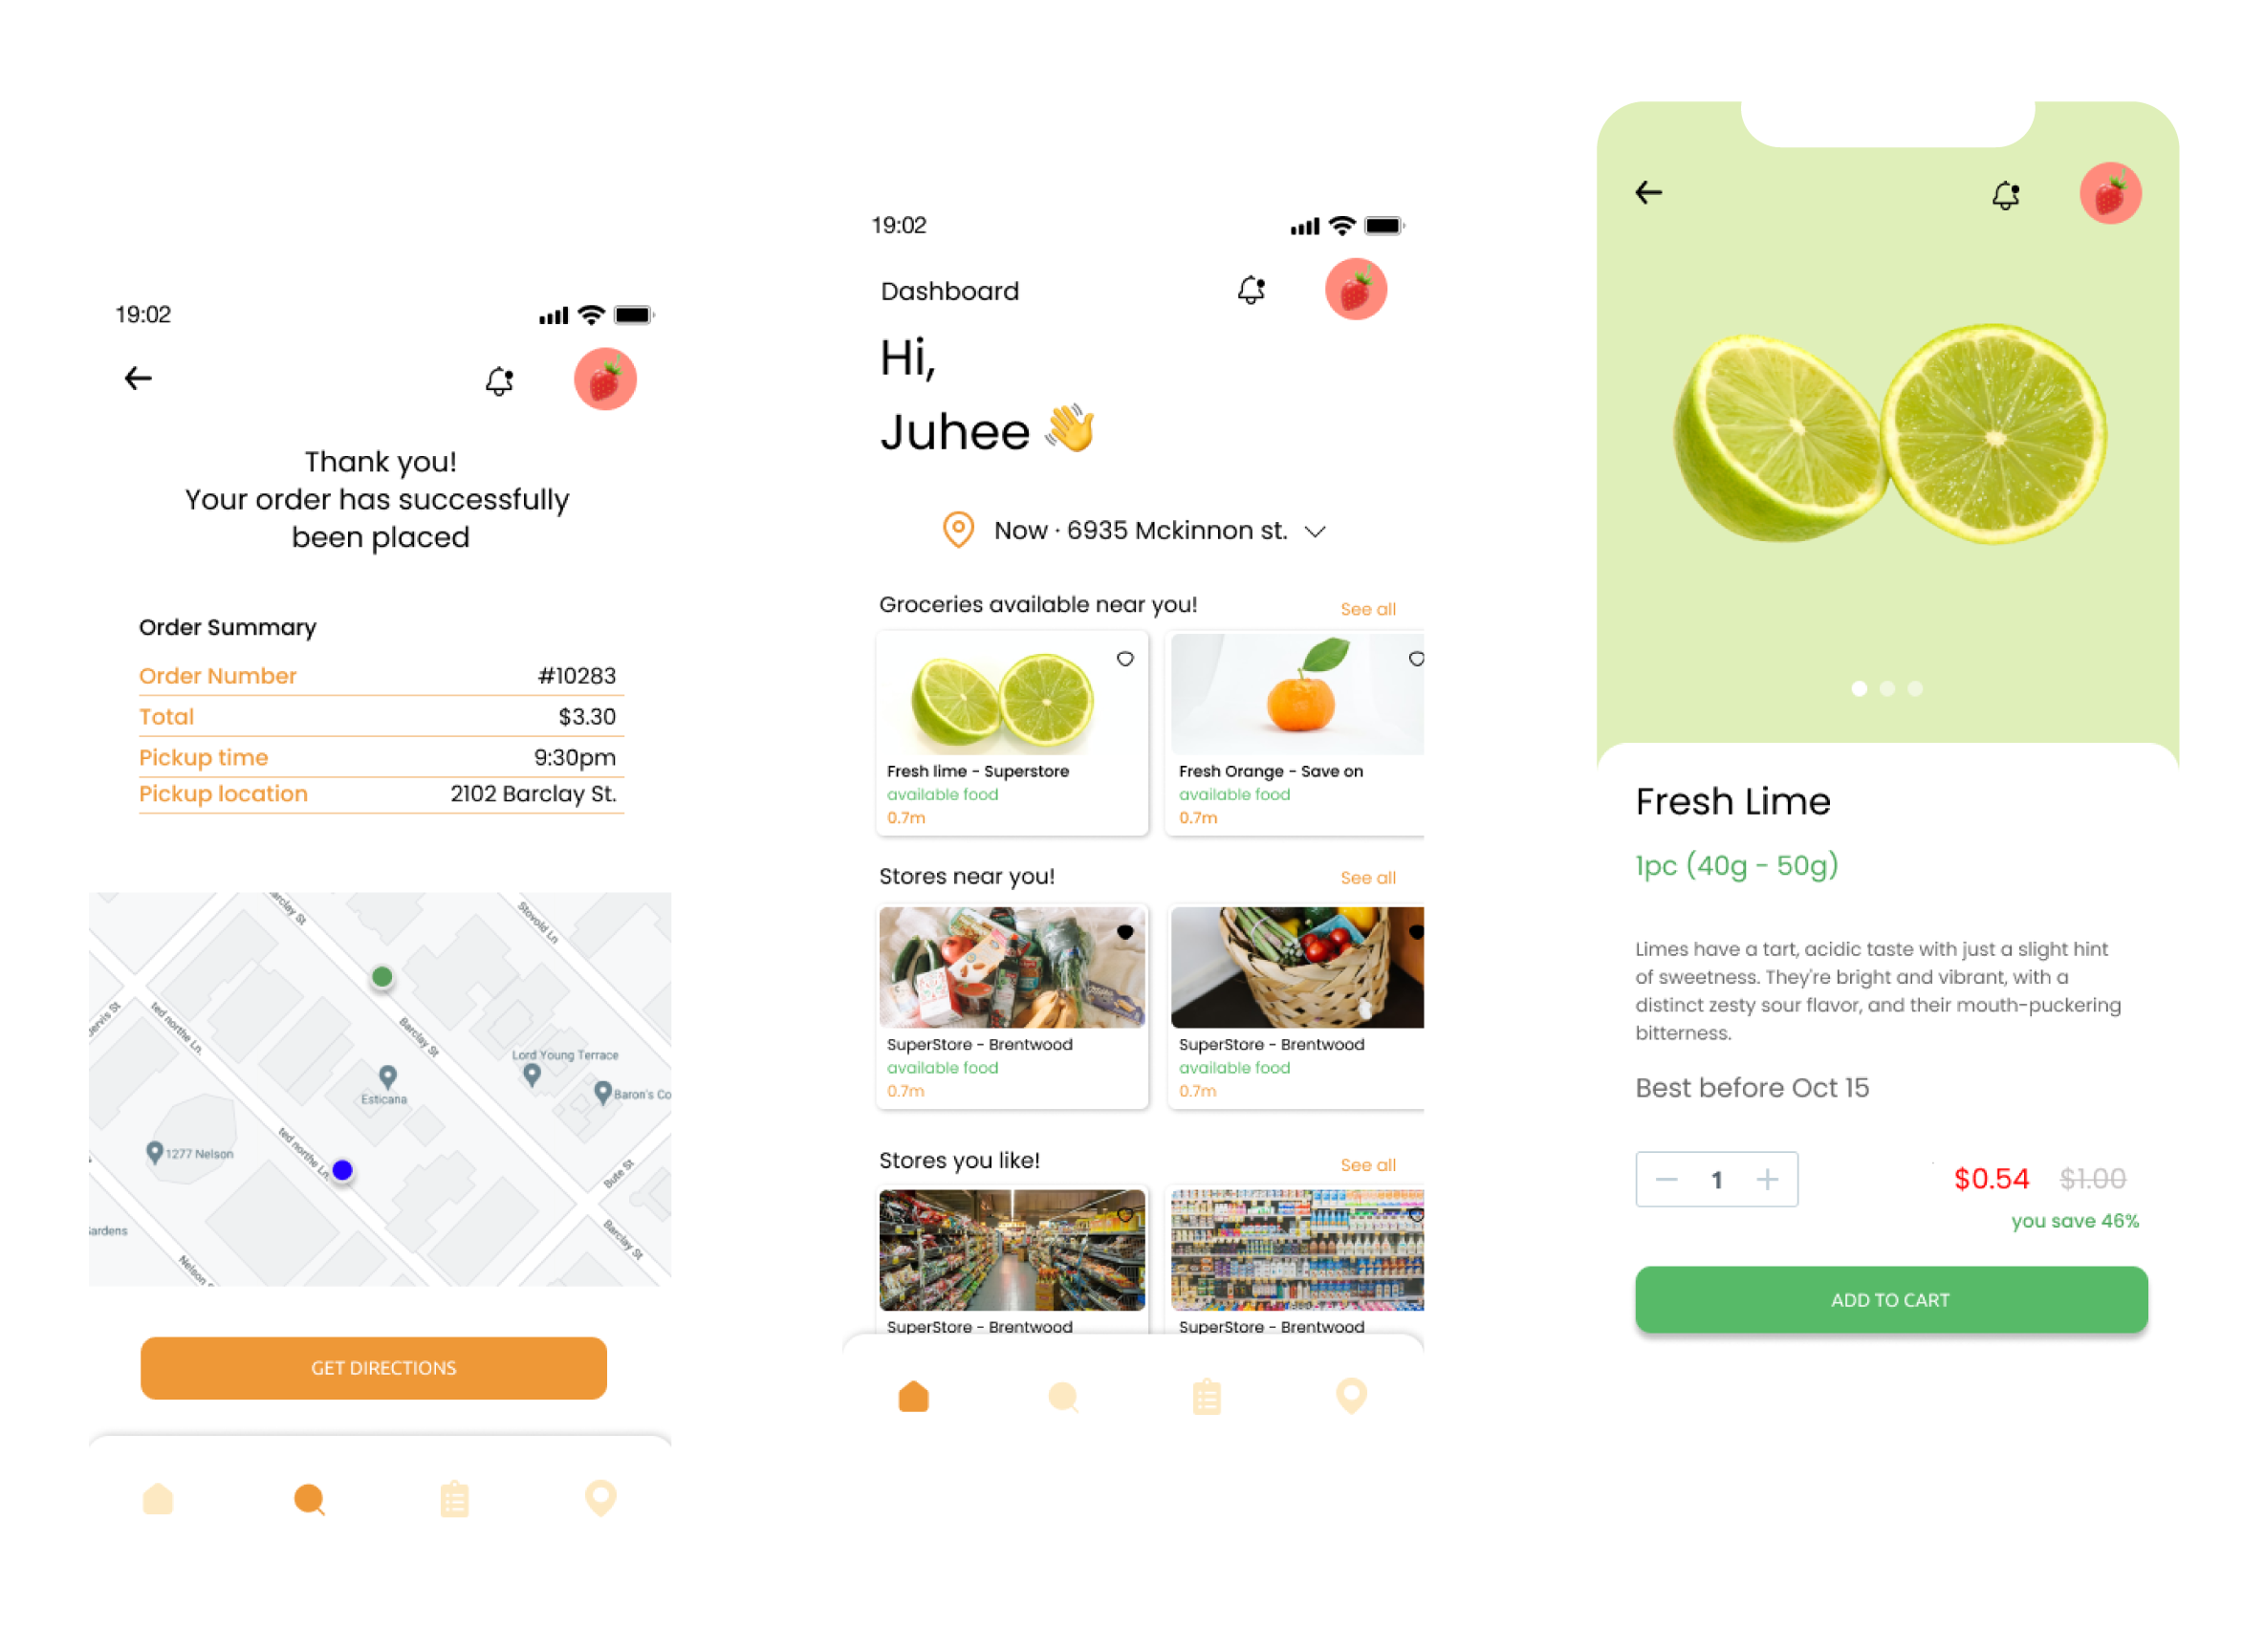 19:02
Thank you!
Your order has successfully
been placed
Order Summary
Order Number #10283
Total $3.30
Pickup time 9:30pm
Pickup location 2102 Barclay St.
arclay St
Stovold Ln
ervis St
ted northe Ln.
Barclay St
Lord Young Terrace
Baron's Co
Esticana
1277 Nelson
ted northe Ln.
Bute St
Barclay St
Gardens
Nelson S
GET DIRECTIONS
19:02
Dashboard
Hi,
Juhee
Now · 6935 Mckinnon st.
Groceries available near you! See all
Fresh lime - Superstore
available food
0.7m
Fresh Orange - Save on
available food
0.7m
Stores near you! See all
SuperStore - Brentwood
available food
0.7m
SuperStore - Brentwood
available food
0.7m
Stores you like! See all
SuperStore - Brentwood
SuperStore - Brentwood
Fresh Lime
1pc (40g - 50g)
Limes have a tart, acidic taste with just a slight hint
of sweetness. They're bright and vibrant, with a
distinct zesty sour flavor, and their mouth-puckering
bitterness.
Best before Oct 15
1
$0.54 $1.00
you save 46%
ADD TO CART